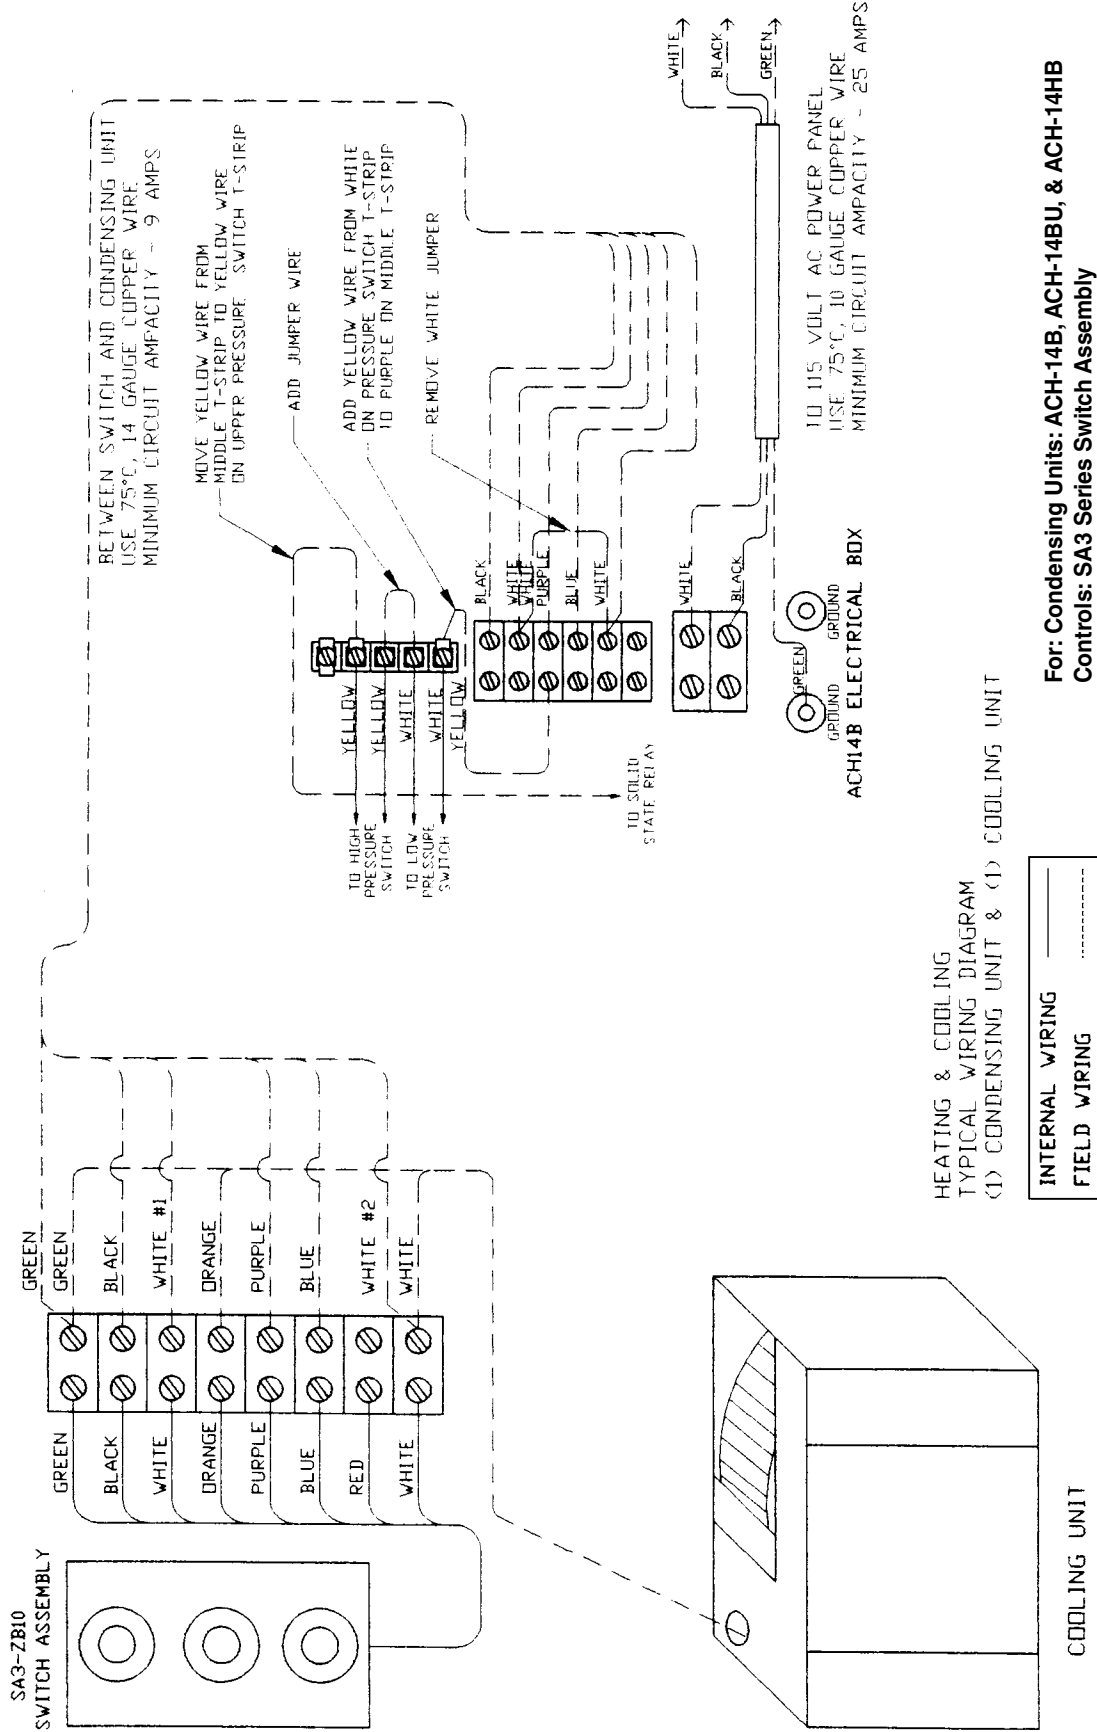 SA3-ZB10
SWITCH ASSEMBLY
GREEN
BLACK
WHITE
ORANGE
PURPLE
BLUE
RED
WHITE
GREEN
GREEN
BLACK
WHITE #1
ORANGE
PURPLE
BLUE
WHITE #2
WHITE
COOLING UNIT
BETWEEN SWITCH AND CONDENSING UNIT
USE 75°C, 14 GAUGE COPPER WIRE
MINIMUM CIRCUIT AMPACITY - 9 AMPS
MOVE YELLOW WIRE FROM
MIDDLE T-STRIP TO YELLOW WIRE
ON UPPER PRESSURE SWITCH T-STRIP
ADD JUMPER WIRE
ADD YELLOW WIRE FROM WHITE
ON PRESSURE SWITCH T-STRIP
TO PURPLE ON MIDDLE T-STRIP
REMOVE WHITE JUMPER
YELLOW
YELLOW
WHITE
WHITE
YELLOW
TO HIGH
PRESSURE
SWITCH
TO LOW
PRESSURE
SWITCH
TO SOLID
STATE RELAY
BLACK
WHITE
WHITE
PURPLE
BLUE
WHITE
WHITE
BLACK
GREEN
GROUND
GROUND
ACH14B ELECTRICAL BOX
WHITE
BLACK
GREEN
TO 115 VOLT AC POWER PANEL
USE 75°C, 10 GAUGE COPPER WIRE
MINIMUM CIRCUIT AMPACITY - 25 AMPS
HEATING & COOLING
TYPICAL WIRING DIAGRAM
(1) CONDENSING UNIT & (1) COOLING UNIT
INTERNAL WIRING
FIELD WIRING
For: Condensing Units: ACH-14B, ACH-14BU, & ACH-14HB
Controls: SA3 Series Switch Assembly